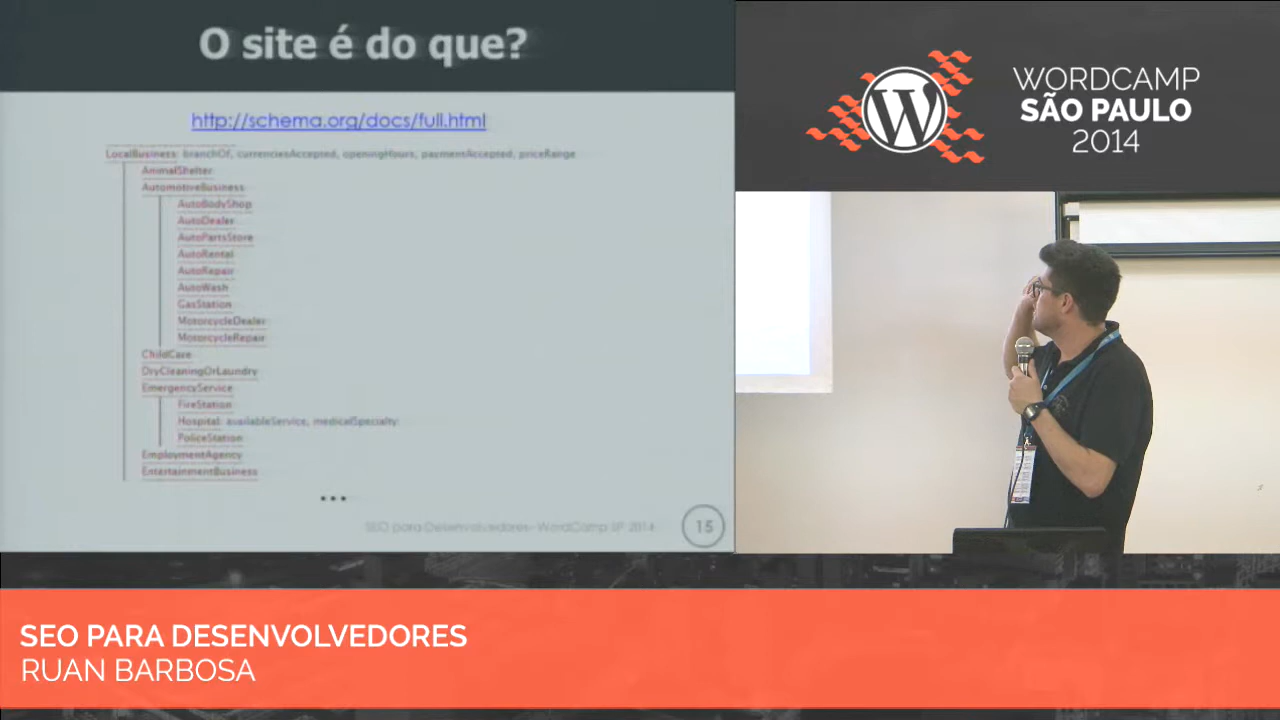 O site é do que?
http://schema.org/docs/full.html
LocalBusiness: branchOf, currenciesAccepted, openingHours, paymentAccepted, priceRange
AnimalShelter
AutomotiveBusiness
AutoBodyShop
AutoDealer
AutoPartsStore
AutoRental
AutoRepair
AutoWash
GasStation
MotorcycleDealer
MotorcycleRepair
ChildCare
DryCleaningOrLaundry
EmergencyService
FireStation
Hospital: availableService, medicalSpecialty
PoliceStation
EmploymentAgency
EntertainmentBusiness
...
SEO para Desenvolvedores- WordCamp SP 2014
15
WORDCAMP
SÃO PAULO
2014
SEO PARA DESENVOLVEDORES
RUAN BARBOSA